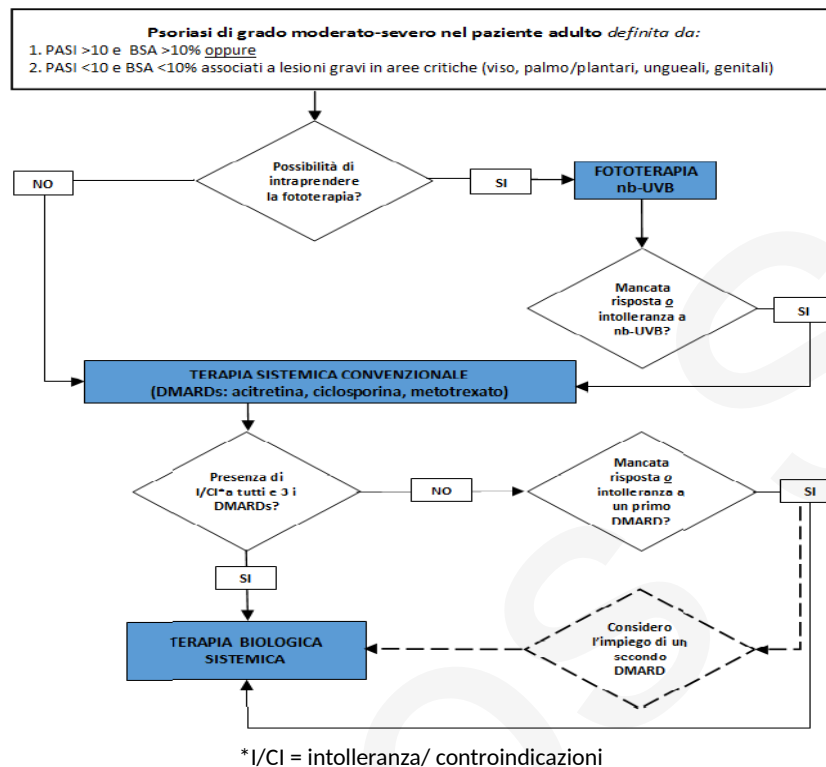 Psoriasi di grado moderato-severo nel paziente adulto definita da:
1. PASI >10 e BSA >10% oppure
2. PASI <10 e BSA <10% associati a lesioni gravi in aree critiche (viso, palmo/plantari, ungueali, genitali)
Possibilità di
intraprendere
la fototerapia?
NO
SI
FOTOTERAPIA
nb-UVB
Mancata
risposta o
intolleranza a
nb-UVB?
SI
TERAPIA SISTEMICA CONVENZIONALE
(DMARDs: acitretina, ciclosporina, metotrexato)
Presenza di
I/CI*a tutti e 3 i
DMARDs?
NO
Mancata
risposta o
intolleranza a
un primo
DMARD?
SI
SI
TERAPIA BIOLOGICA
SISTEMICA
Considero
l'impiego di un
secondo
DMARD
*I/CI = intolleranza/ controindicazioni